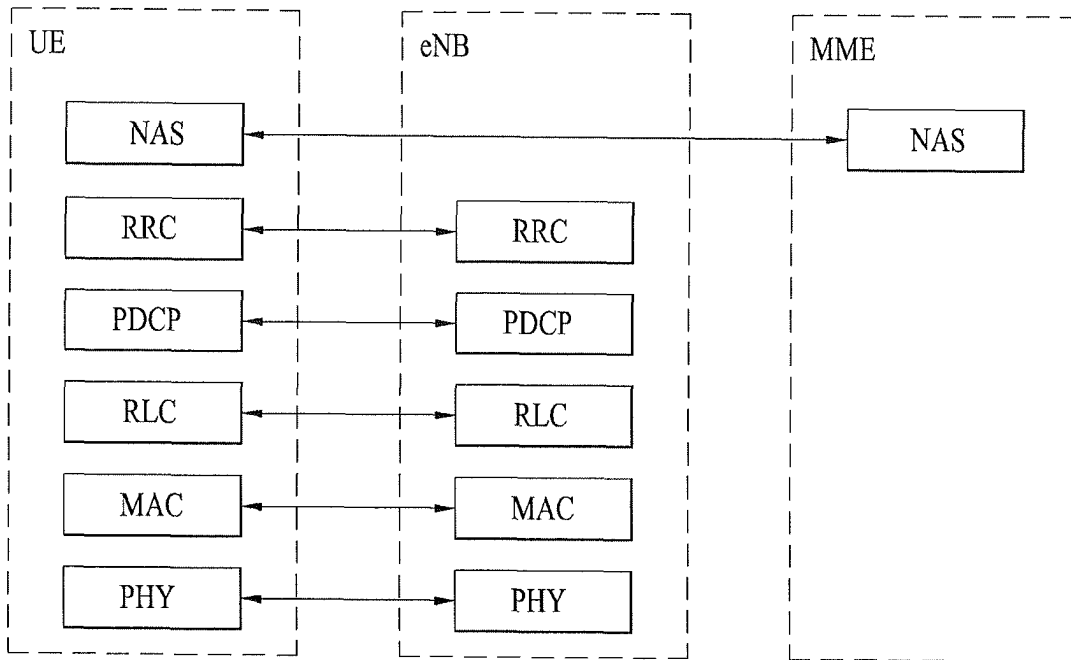 UE
eNB
MME
NAS
NAS
RRC
RRC
PDCP
PDCP
RLC
RLC
MAC
MAC
PHY
PHY